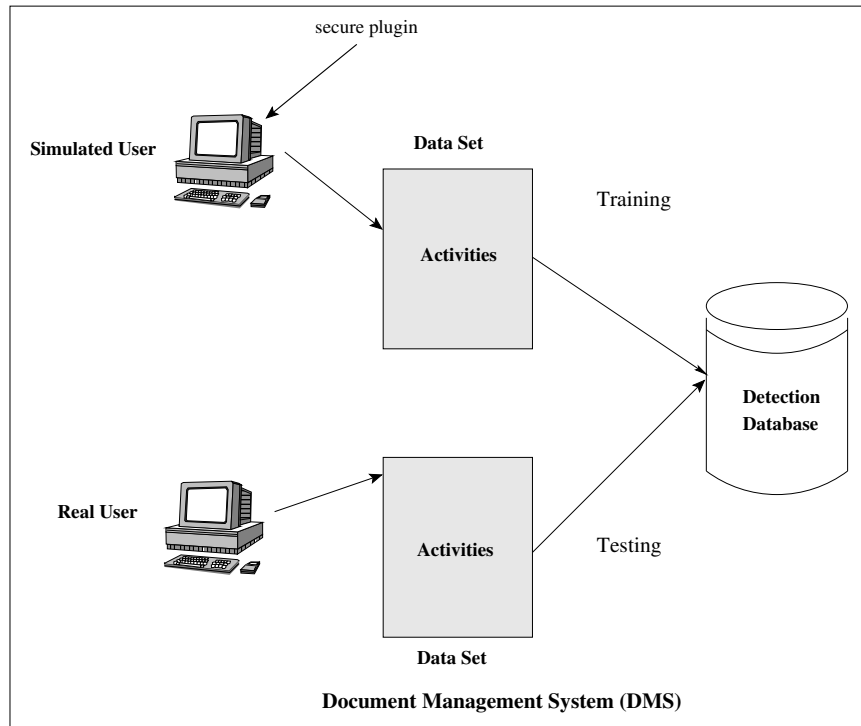 secure plugin
Simulated User
Data Set
Training
Activities
Detection
Database
Real User
Activities
Testing
Data Set
Document Management System (DMS)